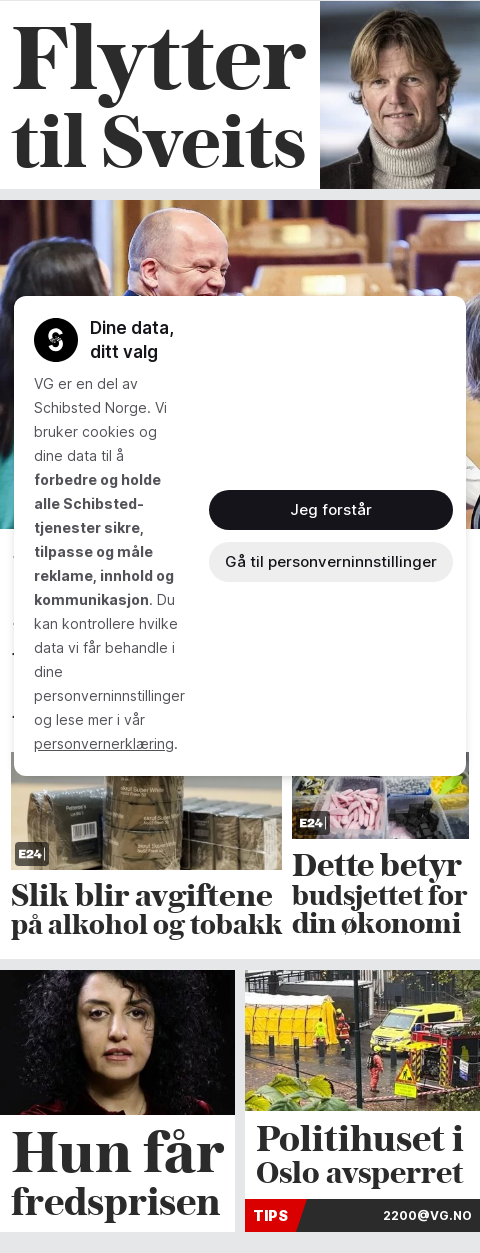 Flytter
til Sveits
Dine data,
ditt valg
VG er en del av
Schibsted Norge. Vi
bruker cookies og
dine data til å
forbedre og holde
alle Schibsted-
tjenester sikre,
tilpasse og måle
reklame, innhold og
kommunikasjon. Du
kan kontrollere hvilke
data vi får behandle i
dine
personverninnstillinger
og lese mer i vår
personvernerklæring.
Jeg forstår
Gå til personverninnstillinger
E24
Slik blir avgiftene
på alkohol og tobakk
E24
Dette betyr
budsjettet for
din økonomi
Hun får
fredsprisen
Politihuset i
Oslo avsperret
TIPS
2200@VG.NO